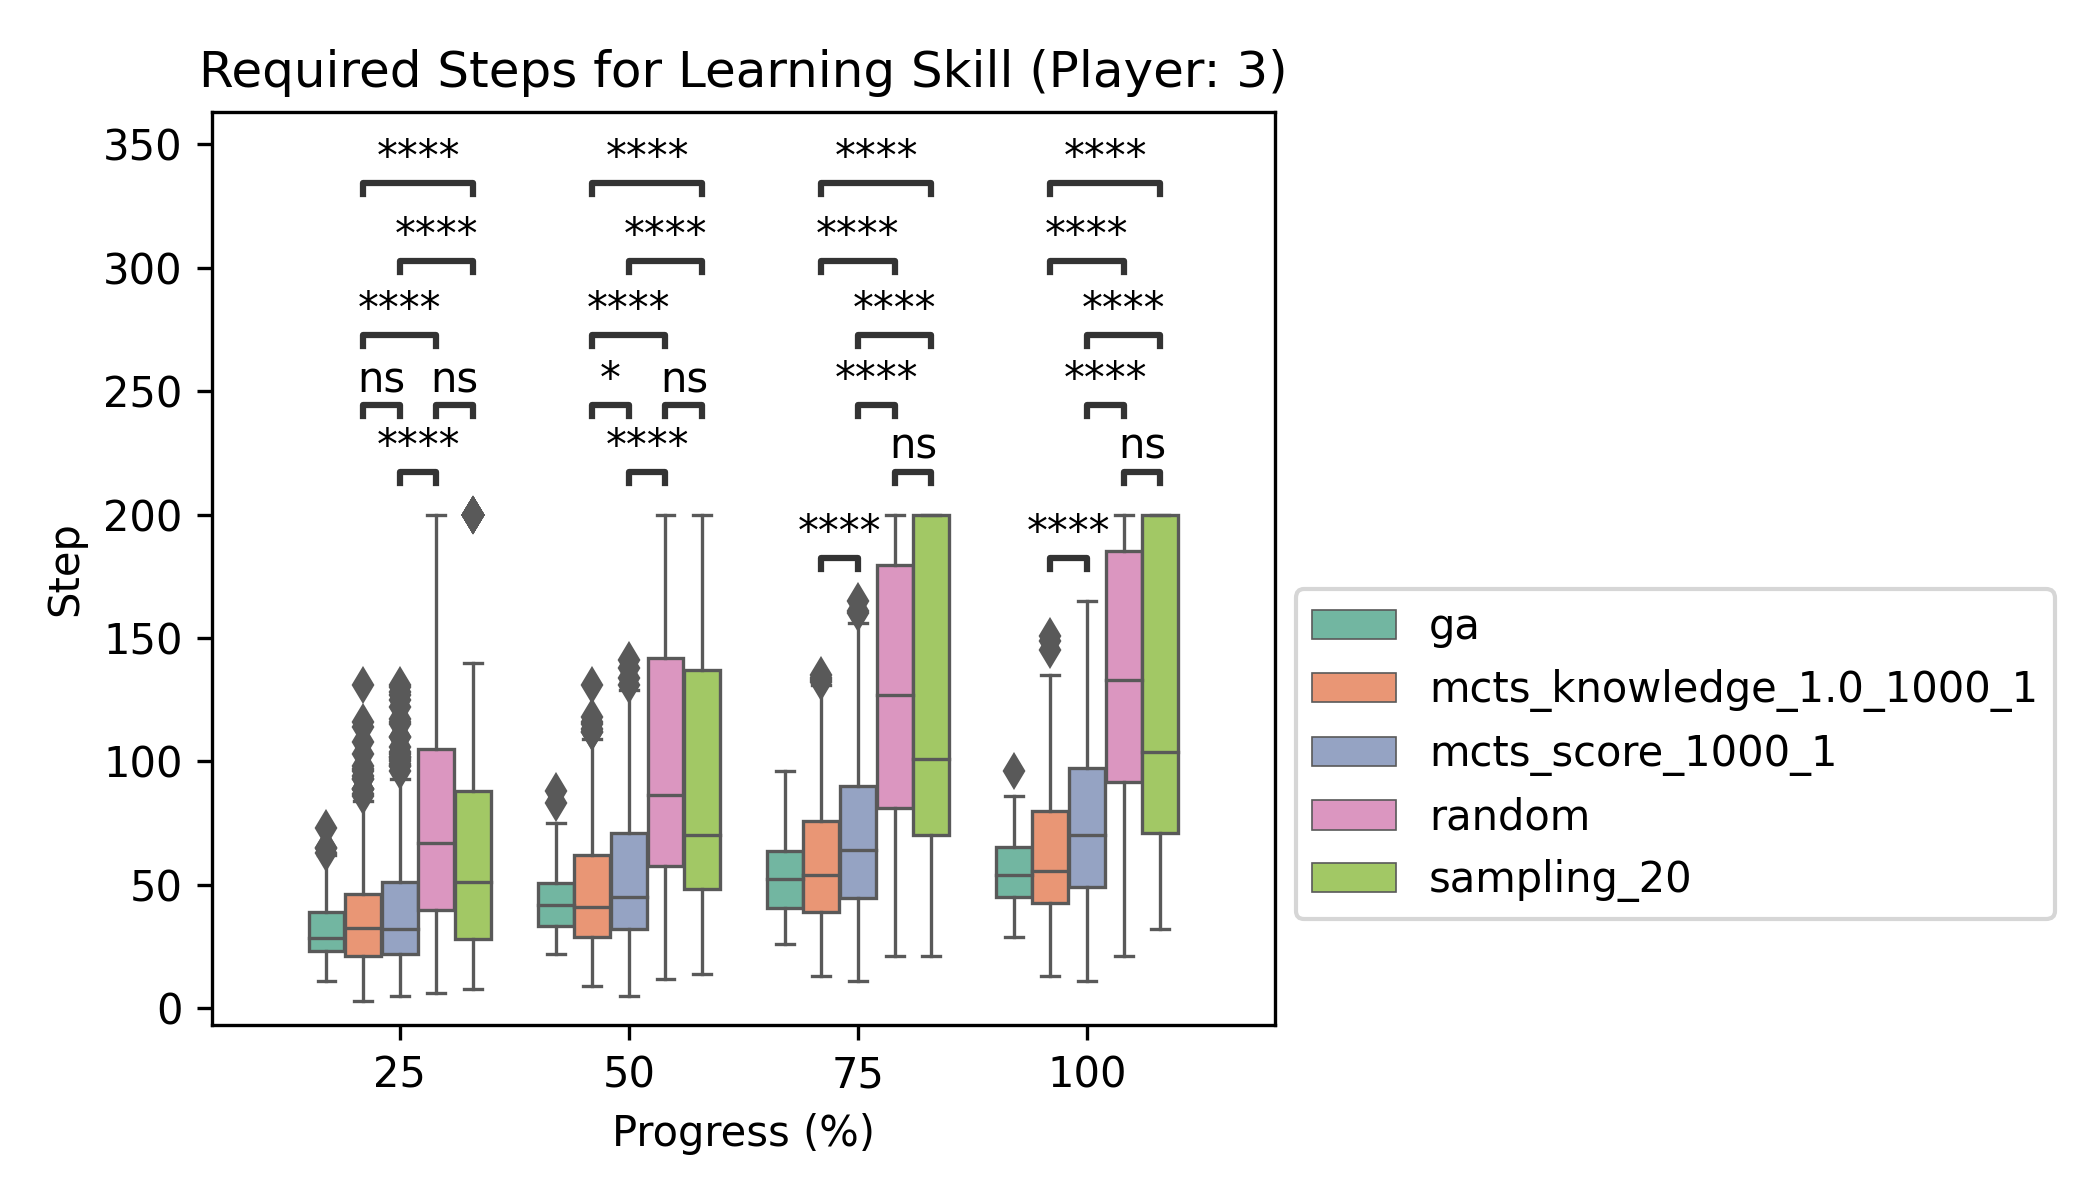 Required Steps for Learning Skill (Player: 3)
350
300
250
200
150
100
50
0
Step
**** **** **** ****
**** **** **** ****
**** **** **** ****
ns ns * ns **** ****
**** **** ns ns
**** ****
25 50 75 100
Progress (%)
ga
mcts_knowledge_1.0_1000_1
mcts_score_1000_1
random
sampling_20